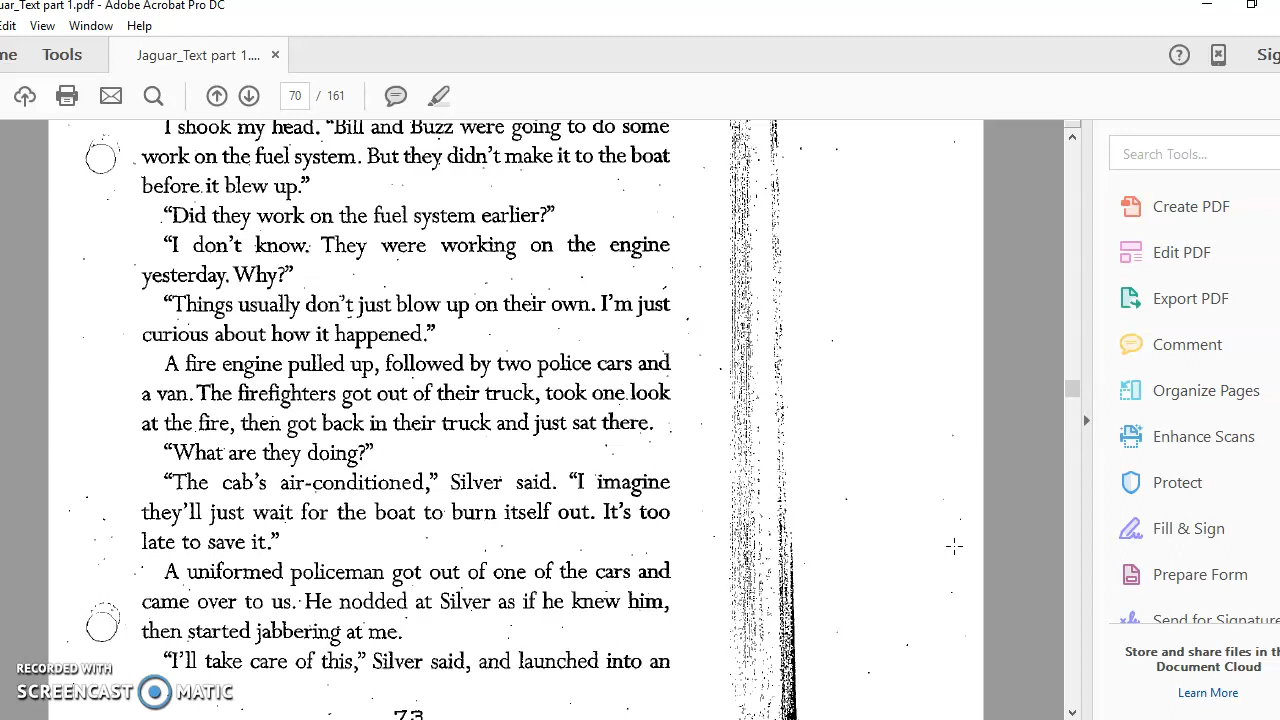 uar_Text part 1.pdf - Adobe Acrobat Pro DC
Edit View Window Help
me Tools Jaguar_Text part 1.... × Sig
70 / 161
I shook my head. “Bill and Buzz were going to do some
work on the fuel system. But they didn’t make it to the boat
before it blew up.”
“Did they work on the fuel system earlier?”
“I don’t know. They were working on the engine
yesterday. Why?”
“Things usually don’t just blow up on their own. I’m just
curious about how it happened.”
A fire engine pulled up, followed by two police cars and
a van. The firefighters got out of their truck, took one look
at the fire, then got back in their truck and just sat there.
“What are they doing?”
“The cab’s air-conditioned,” Silver said. “I imagine
they’ll just wait for the boat to burn itself out. It’s too
late to save it.”
A uniformed policeman got out of one of the cars and
came over to us. He nodded at Silver as if he knew him,
then started jabbering at me.
“I’ll take care of this,” Silver said, and launched into an
73
Search Tools...
Create PDF
Edit PDF
Export PDF
Comment
Organize Pages
Enhance Scans
Protect
Fill & Sign
Prepare Form
Send for Signature
Store and share files in th
Document Cloud
Learn More
RECORDED WITH
SCREENCAST MATIC